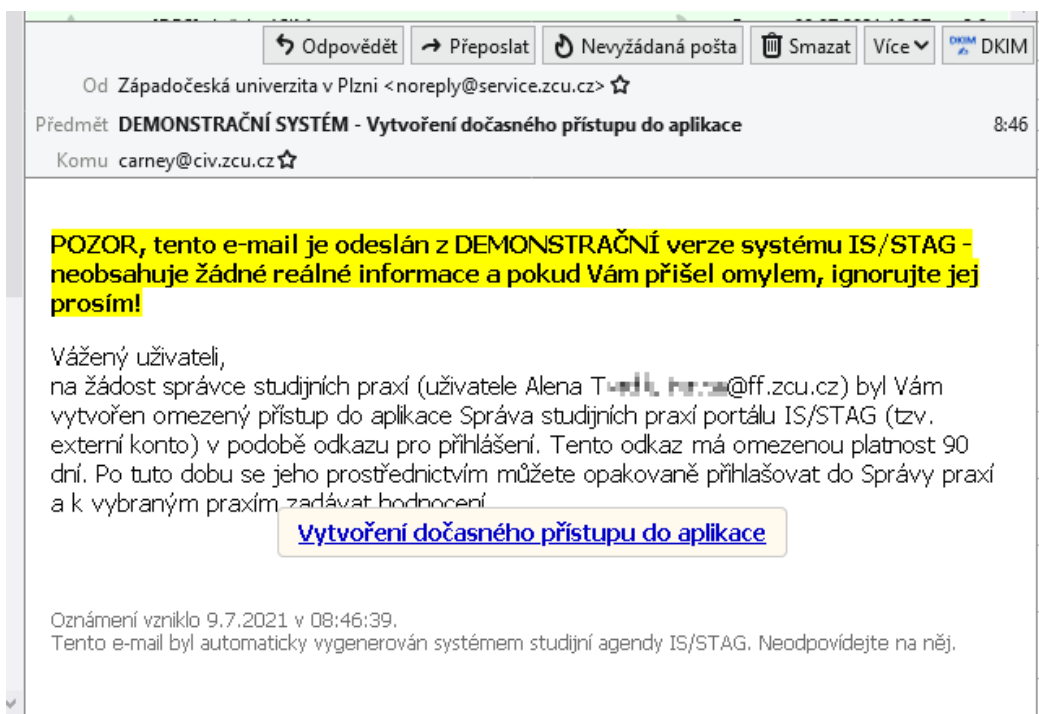 Odpovědět Přeposlat Nevyžádaná pošta Smazat Více DKIM DKIM
Od Západočeská univerzita v Plzni <noreply@service.zcu.cz>
Předmět DEMONSTRAČNÍ SYSTÉM - Vytvoření dočasného přístupu do aplikace 8:46
Komu carney@civ.zcu.cz
POZOR, tento e-mail je odeslán z DEMONSTRAČNÍ verze systému IS/STAG -
neobsahuje žádné reálné informace a pokud Vám přišel omylem, ignorujte jej
prosím!
Vážený uživateli,
na žádost správce studijních praxí (uživatele Alena @ff.zcu.cz) byl Vám
vytvořen omezený přístup do aplikace Správa studijních praxí portálu IS/STAG (tzv.
externí konto) v podobě odkazu pro přihlášení. Tento odkaz má omezenou platnost 90
dní. Po tuto dobu se jeho prostřednictvím můžete opakovaně přihlašovat do Správy praxí
a k vybraným praxím zadávat hodnocení
Vytvoření dočasného přístupu do aplikace
Oznámení vzniklo 9.7.2021 v 08:46:39.
Tento e-mail byl automaticky vygenerován systémem studijní agendy IS/STAG. Neodpovídejte na něj.